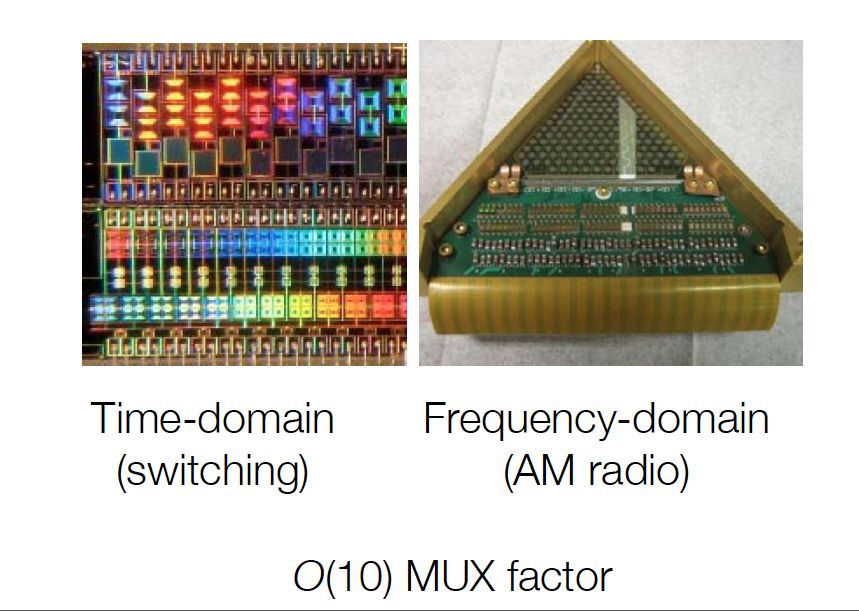 Time-domain
(switching)
Frequency-domain
(AM radio)
O(10) MUX factor